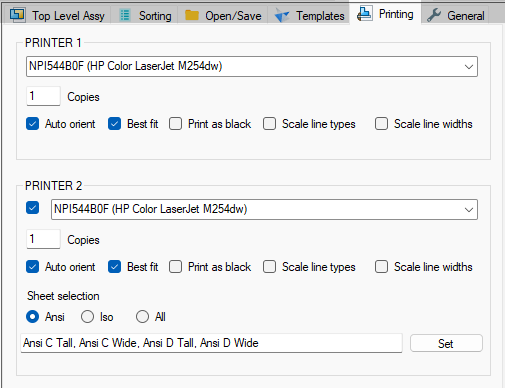 Top Level Assy Sorting Open/Save Templates Printing General
PRINTER 1
NPI544B0F (HP Color LaserJet M254dw)
1 Copies
Auto orient Best fit Print as black Scale line types Scale line widths
PRINTER 2
NPI544B0F (HP Color LaserJet M254dw)
1 Copies
Auto orient Best fit Print as black Scale line types Scale line widths
Sheet selection
Ansi Iso All
Ansi C Tall, Ansi C Wide, Ansi D Tall, Ansi D Wide Set